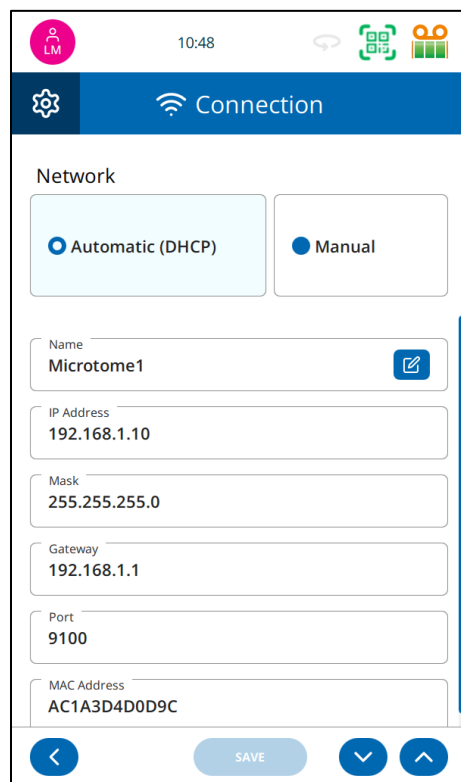 LM
10:48
Connection
Network
Automatic (DHCP)
Manual
Name
Microtome1
IP Address
192.168.1.10
Mask
255.255.255.0
Gateway
192.168.1.1
Port
9100
MAC Address
AC1A3D4D0D9C
SAVE